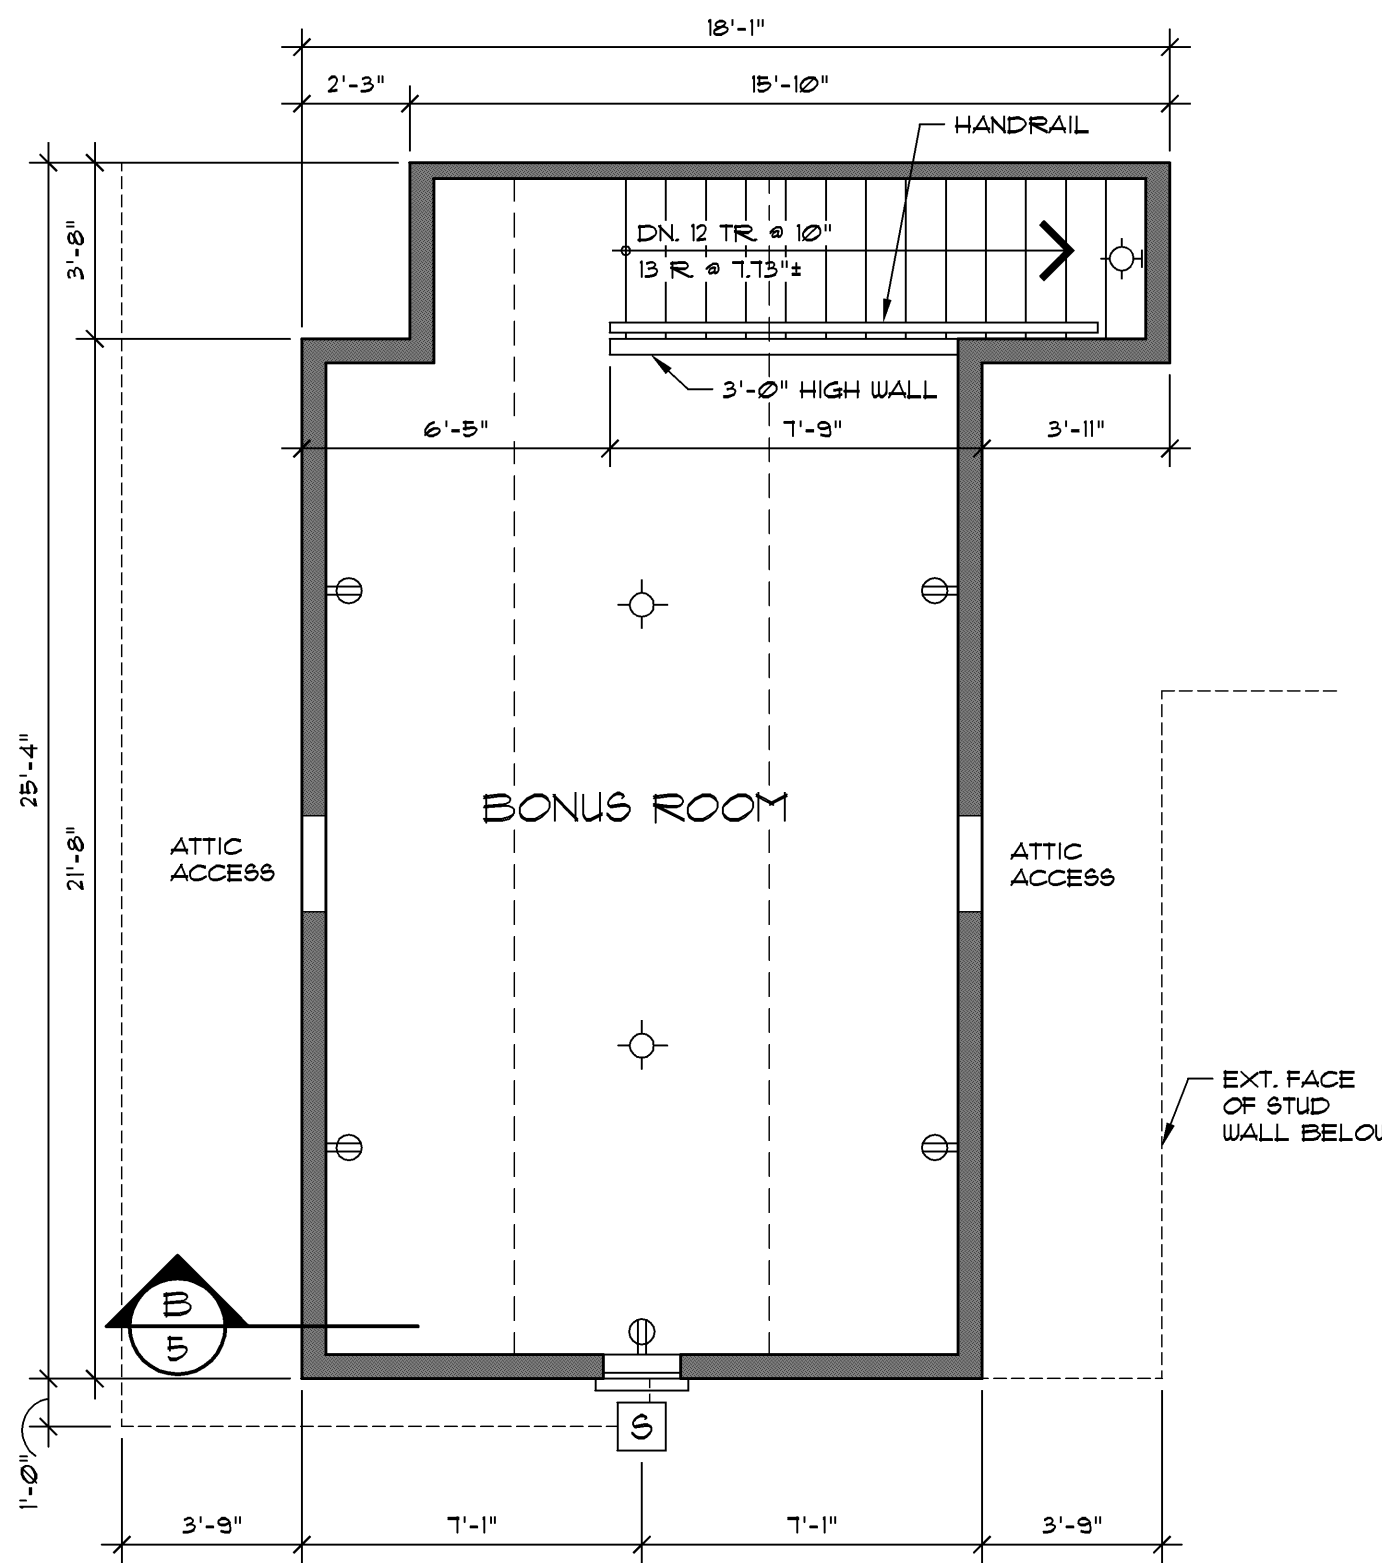 18'-1"
2'-3"
15'-10"
HANDRAIL
3'-8"
DN. 12 TR @ 10"
13 R @ 7.73"±
3'-0" HIGH WALL
6'-5"
7'-9"
3'-11"
25'-4"
21'-8"
BONUS ROOM
ATTIC
ACCESS
ATTIC
ACCESS
EXT. FACE
OF STUD
WALL BELOW
B
5
S
1'-0"
3'-9"
7'-1"
7'-1"
3'-9"